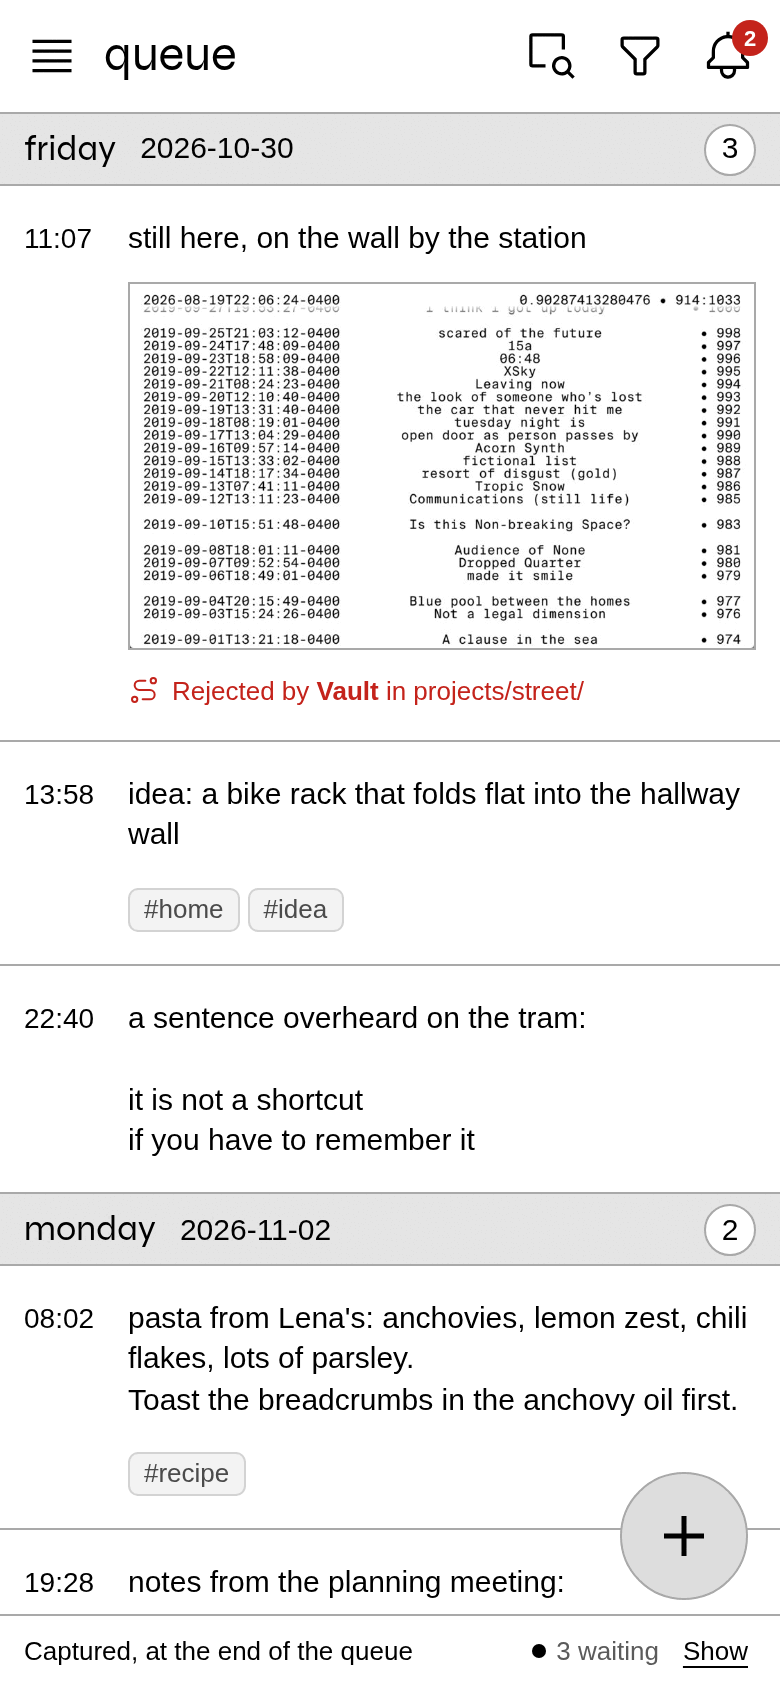 queue
2
friday 2026-10-30 3
11:07 still here, on the wall by the station
2026-08-19T22:06:24-0400 0.90287413280476 • 914:1033
2019-09-27T19:53:27-0400 i think i got up today • 1000
2019-09-25T21:03:12-0400 scared of the future • 998
2019-09-24T17:48:09-0400 15a • 997
2019-09-23T18:58:09-0400 06:48 • 996
2019-09-22T12:11:38-0400 XSky • 995
2019-09-21T08:24:23-0400 Leaving now • 994
2019-09-20T12:10:40-0400 the look of someone who's lost • 993
2019-09-19T13:31:40-0400 the car that never hit me • 992
2019-09-18T08:19:01-0400 tuesday night is • 991
2019-09-17T13:04:29-0400 open door as person passes by • 990
2019-09-16T09:57:14-0400 Acorn Synth • 989
2019-09-15T13:33:02-0400 fictional list • 988
2019-09-14T18:17:34-0400 resort of disgust (gold) • 987
2019-09-13T07:41:11-0400 Tropic Snow • 986
2019-09-12T13:11:23-0400 Communications (still life) • 985
2019-09-10T15:51:48-0400 Is this Non-breaking Space? • 983
2019-09-08T18:01:11-0400 Audience of None • 981
2019-09-07T09:52:54-0400 Dropped Quarter • 980
2019-09-06T18:49:01-0400 made it smile • 979
2019-09-04T20:15:49-0400 Blue pool between the homes • 977
2019-09-03T15:24:26-0400 Not a legal dimension • 976
2019-09-01T13:21:18-0400 A clause in the sea • 974
Rejected by Vault in projects/street/
13:58 idea: a bike rack that folds flat into the hallway
wall
#home #idea
22:40 a sentence overheard on the tram:
it is not a shortcut
if you have to remember it
monday 2026-11-02 2
08:02 pasta from Lena's: anchovies, lemon zest, chili
flakes, lots of parsley.
Toast the breadcrumbs in the anchovy oil first.
#recipe
19:28 notes from the planning meeting:
Captured, at the end of the queue • 3 waiting Show